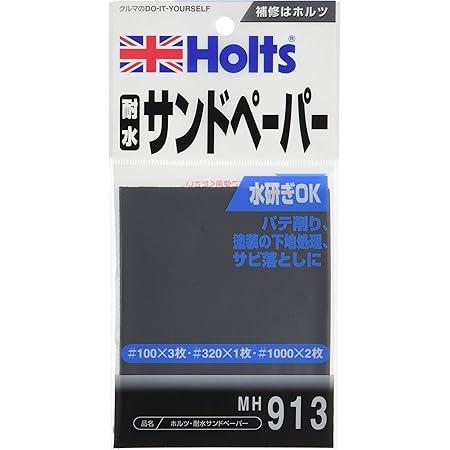 クルマのDO-IT-YOURSELF
補修はホルツ
Holts
耐水
サンドペーパー
水研ぎOK
パテ削り、
塗装の下地処理、
サビ落としに
#100×3枚・#320×1枚・#1000×2枚
MH 913
品名
ホルツ・耐水サンドペーパー